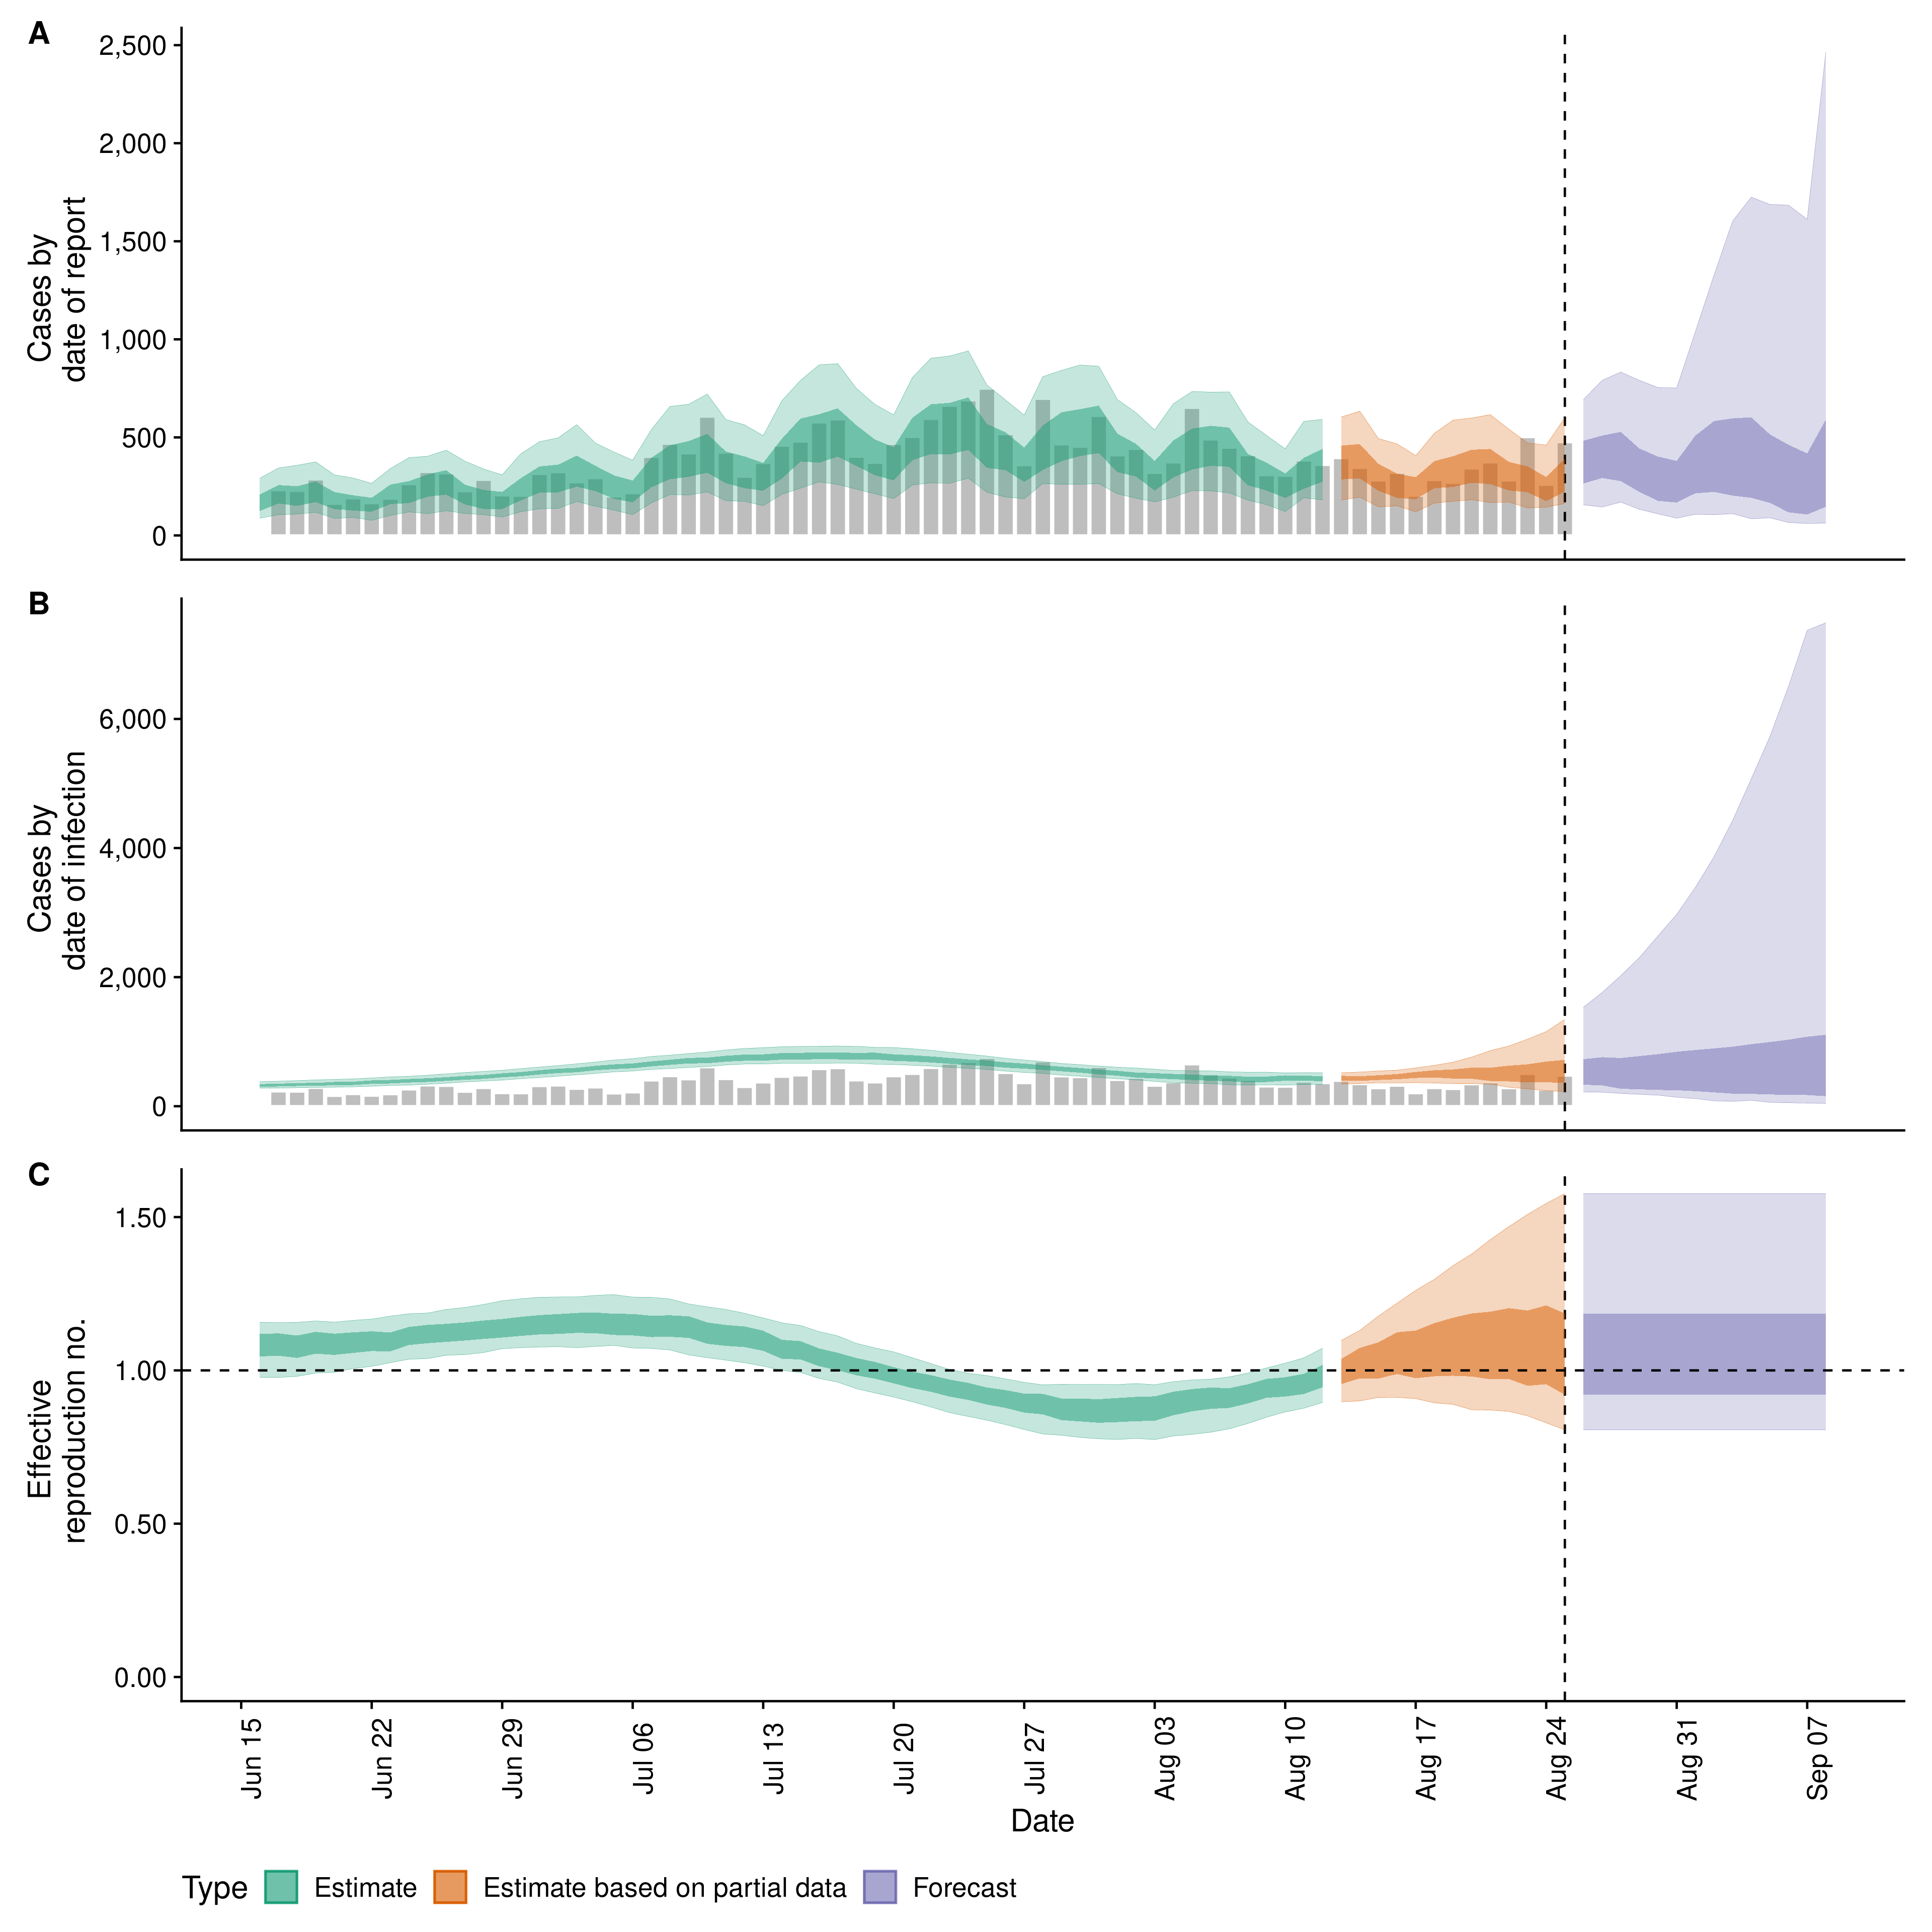 A
2,500
2,000
1,500
1,000
500
0
Cases by
date of report
B
6,000
4,000
2,000
0
Cases by
date of infection
C
1.50
1.00
0.50
0.00
Effective
reproduction no.
Jun 15
Jun 22
Jun 29
Jul 06
Jul 13
Jul 20
Jul 27
Aug 03
Aug 10
Aug 17
Aug 24
Aug 31
Sep 07
Date
Type Estimate Estimate based on partial data Forecast